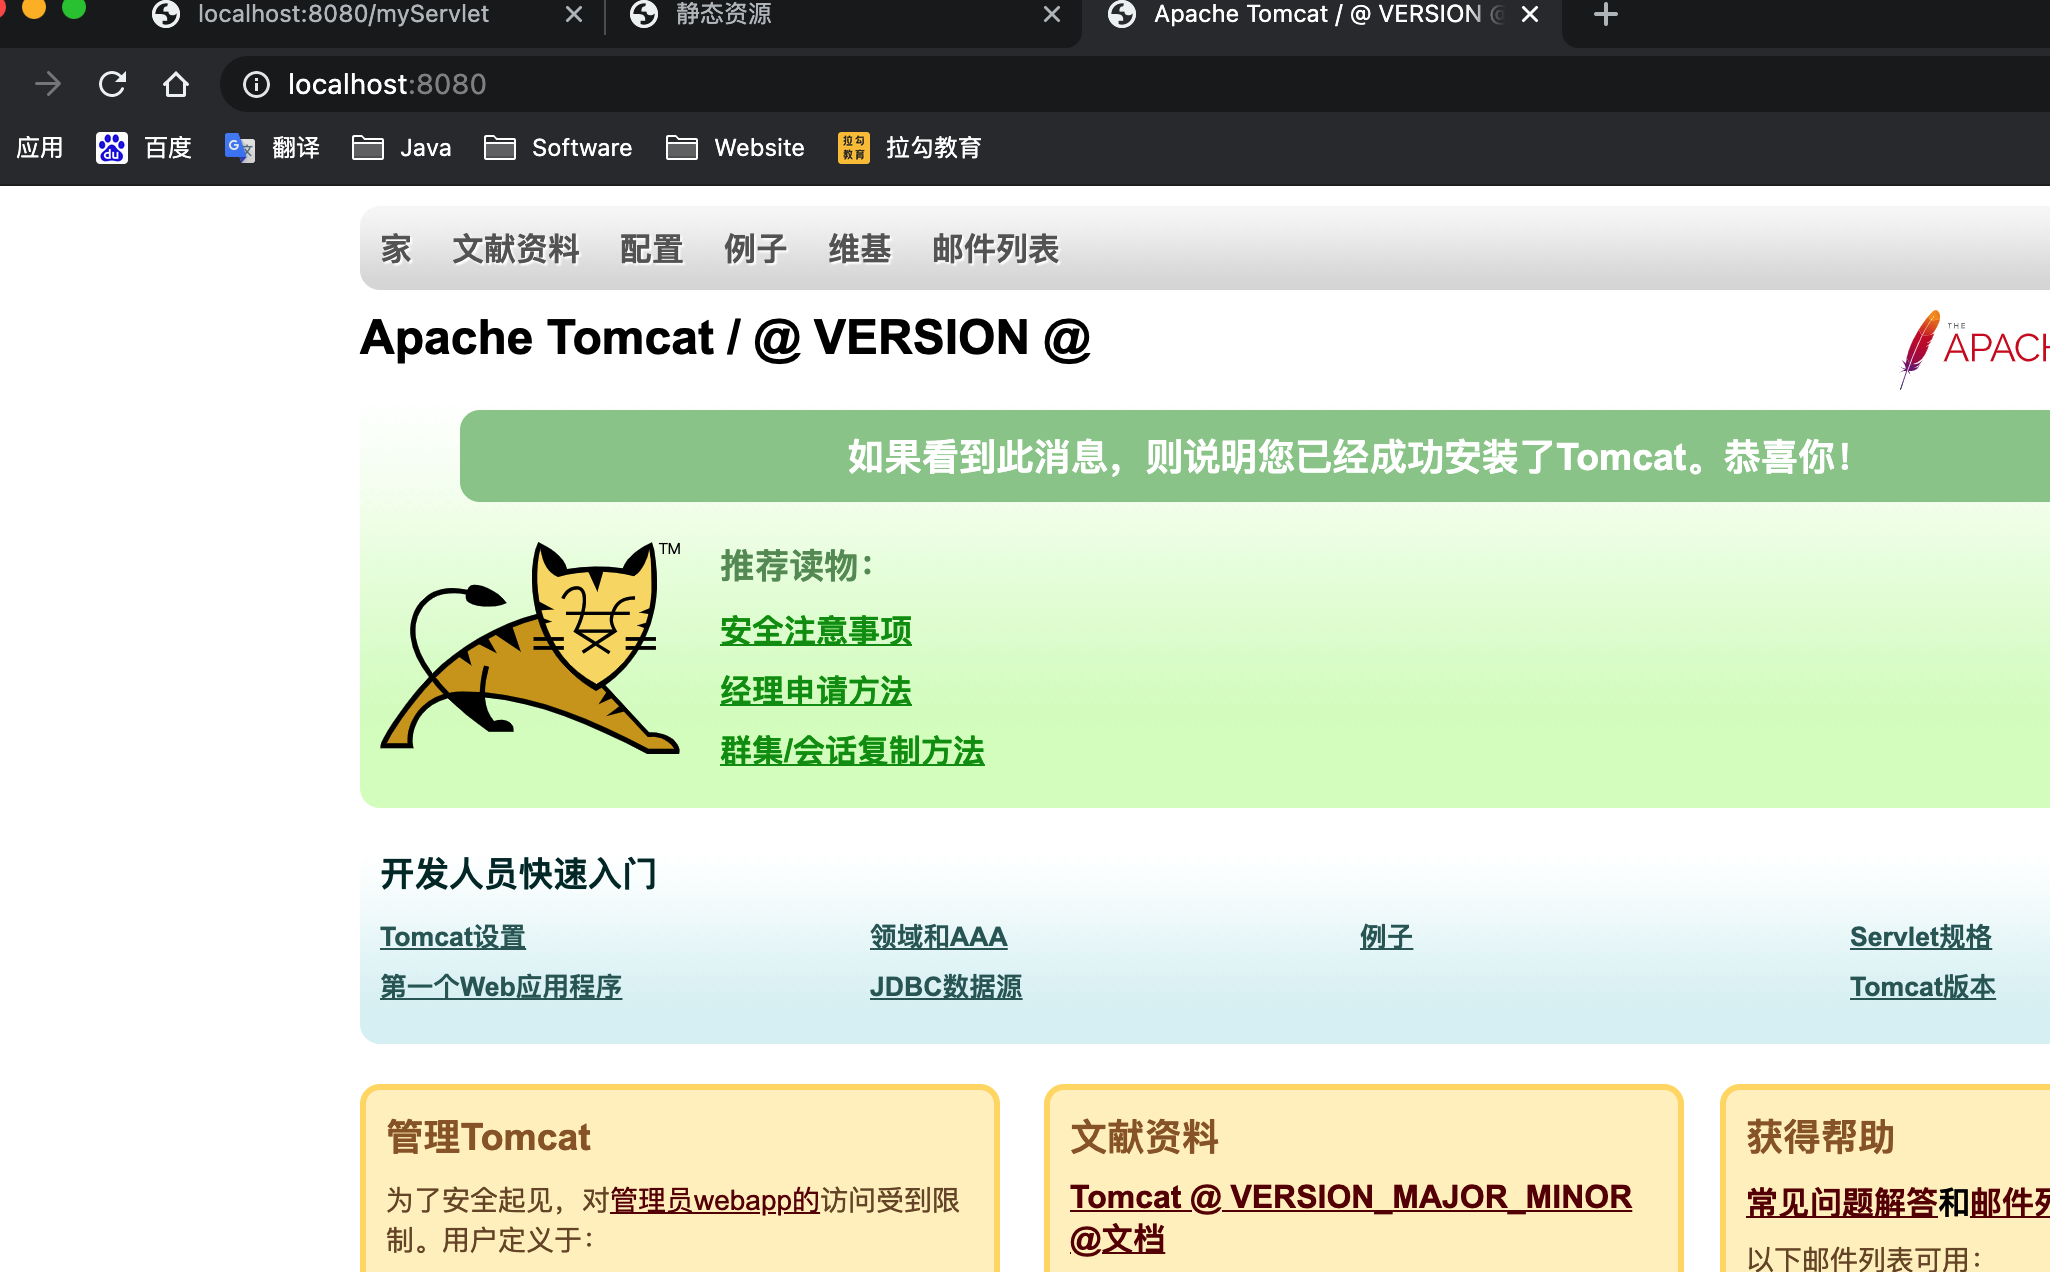 localhost:8080/myServlet
静态资源
Apache Tomcat / @ VERSION @
localhost:8080
应用 百度 翻译 Java Software Website 拉勾教育 拉勾教育
家 文献资料 配置 例子 维基 邮件列表
Apache Tomcat / @ VERSION @
THE
APACH
如果看到此消息，则说明您已经成功安装了Tomcat。恭喜你！
TM
推荐读物：
安全注意事项
经理申请方法
群集/会话复制方法
开发人员快速入门
Tomcat设置 领域和AAA 例子 Servlet规格
第一个Web应用程序 JDBC数据源 Tomcat版本
管理Tomcat
为了安全起见，对管理员webapp的访问受到限
制。用户定义于：
文献资料
Tomcat @ VERSION_MAJOR_MINOR
@文档
获得帮助
常见问题解答和邮件列
以下邮件列表可用：